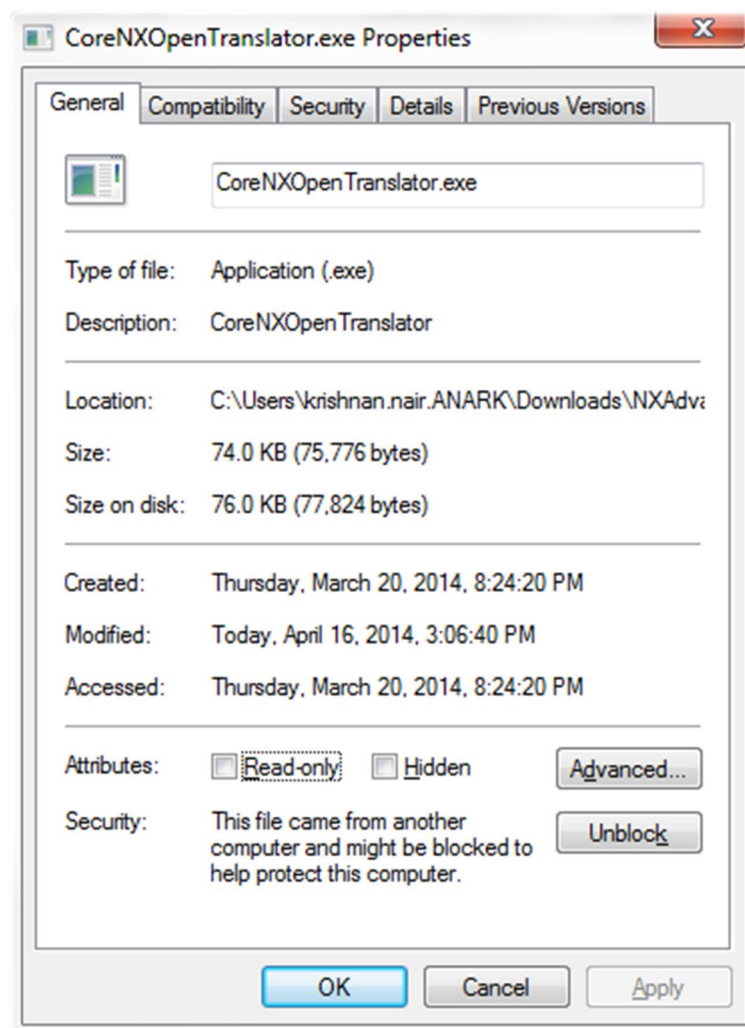 CoreNXOpenTranslator.exe Properties
X
General Compatibility Security Details Previous Versions
CoreNXOpenTranslator.exe
Type of file: Application (.exe)
Description: CoreNXOpenTranslator
Location: C:\Users\krishnan.nair.ANARK\Downloads\NXAdva
Size: 74.0 KB (75,776 bytes)
Size on disk: 76.0 KB (77,824 bytes)
Created: Thursday, March 20, 2014, 8:24:20 PM
Modified: Today, April 16, 2014, 3:06:40 PM
Accessed: Thursday, March 20, 2014, 8:24:20 PM
Attributes: Read-only Hidden Advanced...
Security: This file came from another
computer and might be blocked to
help protect this computer.
Unblock
OK Cancel Apply